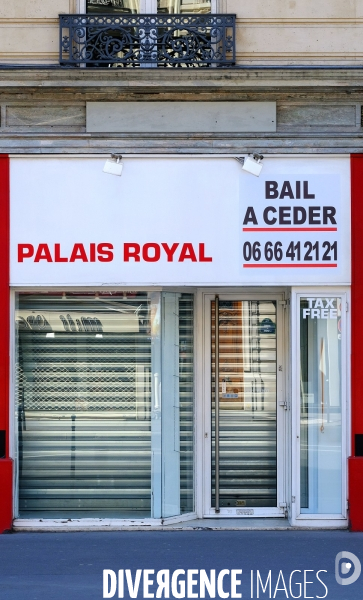 BAIL
A CEDER
PALAIS ROYAL
06 66 41 21 21
TAX
FREE
DIVERGENCE IMAGES